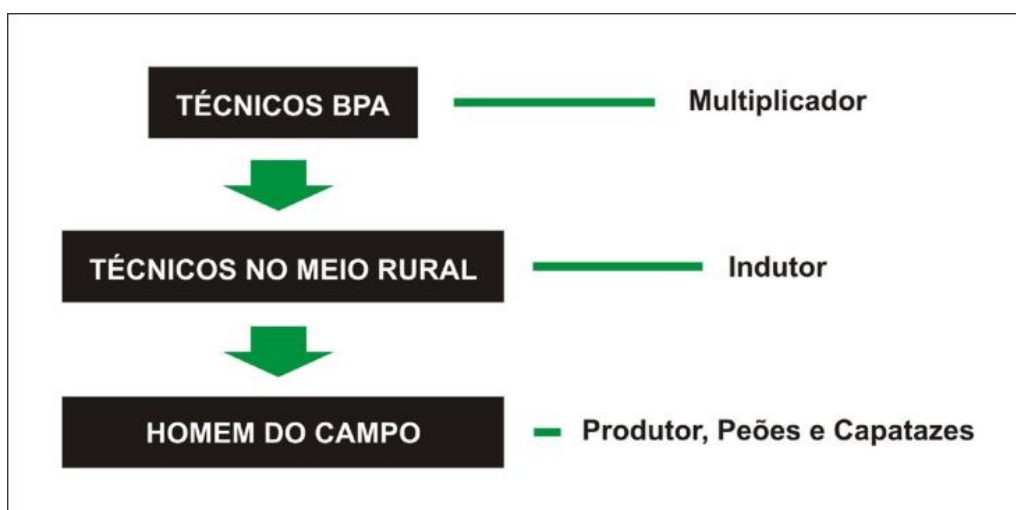 TÉCNICOS BPA
Multiplicador
TÉCNICOS NO MEIO RURAL
Indutor
HOMEM DO CAMPO
Produtor, Peões e Capatazes